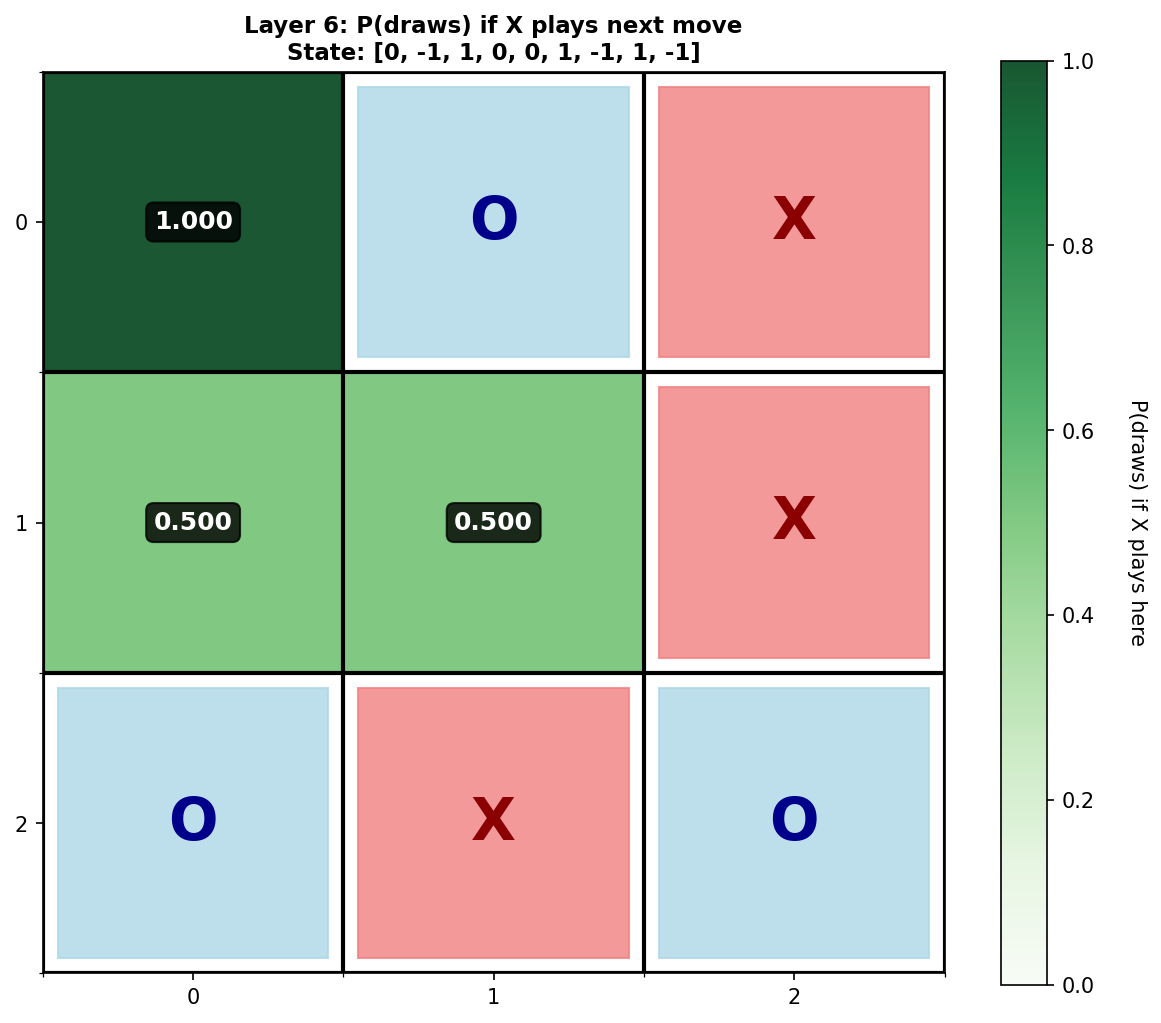 Layer 6: P(draws) if X plays next move
State: [0, -1, 1, 0, 0, 1, -1, 1, -1]
0
1.000
O
X
1
0.500
0.500
X
2
O
X
O
0
1
2
1.0
0.8
0.6
0.4
0.2
0.0
P(draws) if X plays here